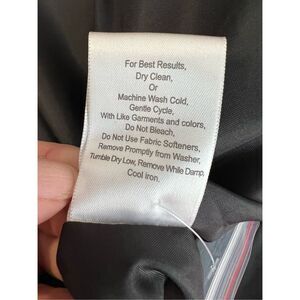 For Best Results,
Dry Clean,
Or
Machine Wash Cold,
Gentle Cycle,
With Like Garments and colors,
Do Not Bleach,
Do Not Use Fabric Softeners,
Remove Promptly from Washer,
Tumble Dry Low, Remove While Damp,
Cool Iron.